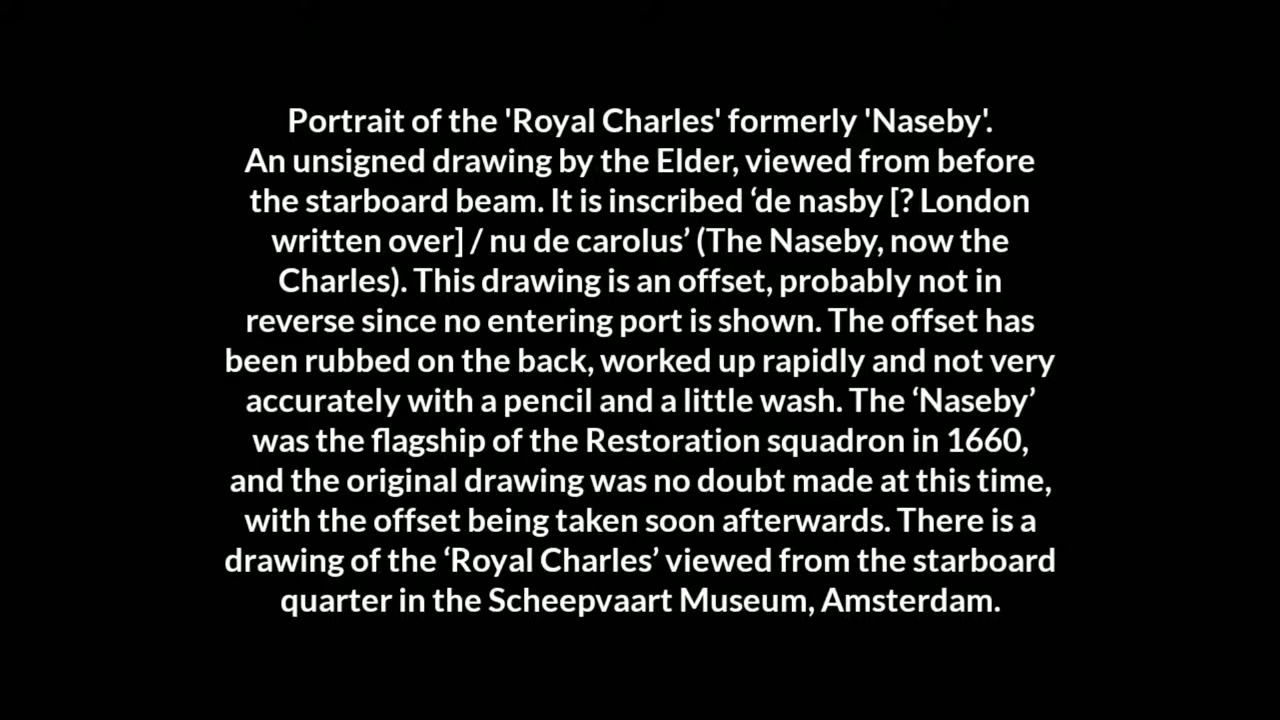 Portrait of the 'Royal Charles' formerly 'Naseby'.
An unsigned drawing by the Elder, viewed from before
the starboard beam. It is inscribed ‘de nasby [? London
written over] / nu de carolus’ (The Naseby, now the
Charles). This drawing is an offset, probably not in
reverse since no entering port is shown. The offset has
been rubbed on the back, worked up rapidly and not very
accurately with a pencil and a little wash. The ‘Naseby’
was the flagship of the Restoration squadron in 1660,
and the original drawing was no doubt made at this time,
with the offset being taken soon afterwards. There is a
drawing of the ‘Royal Charles’ viewed from the starboard
quarter in the Scheepvaart Museum, Amsterdam.